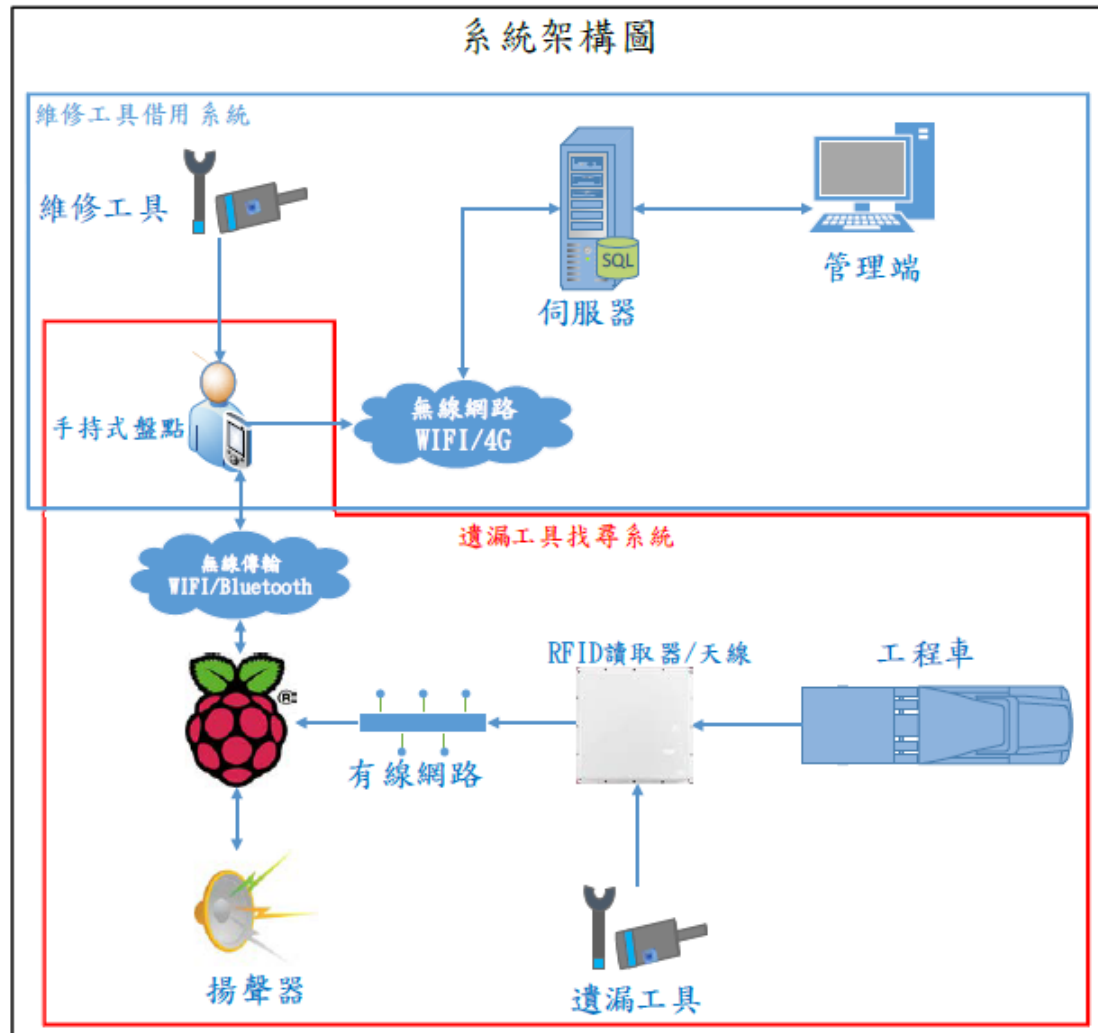 系統架構圖
維修工具借用 系統
維修工具
SQL
伺服器
管理端
手持式盤點
無線網路
WIFI/4G
遺漏工具找尋系統
無線傳輸
WIFI/Bluetooth
RFID讀取器/天線
工程車
®
有線網路
揚聲器
遺漏工具